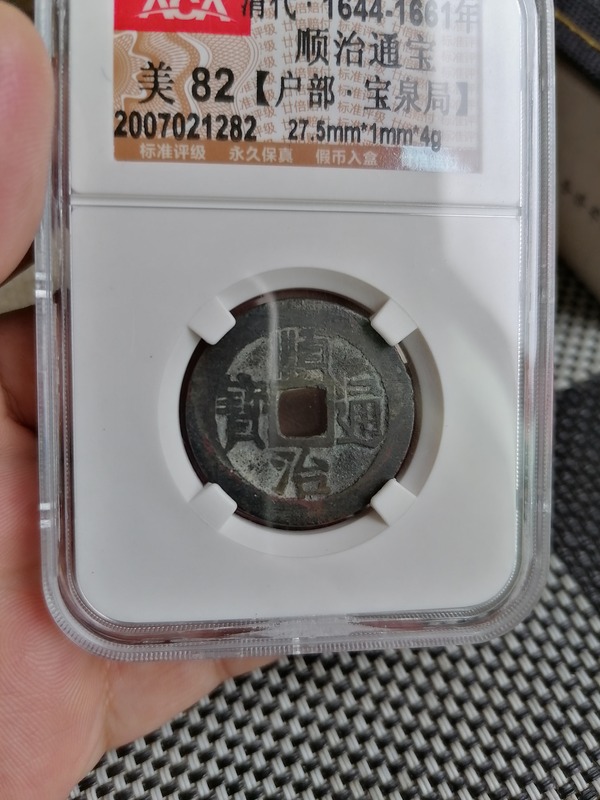 ACA 清代·1644-1661年
顺治通宝
美 82【户部·宝泉局】
2007021282 27.5mm*1mm*4g
标准评级 永久保真 假币入盒
順
寶 通
治